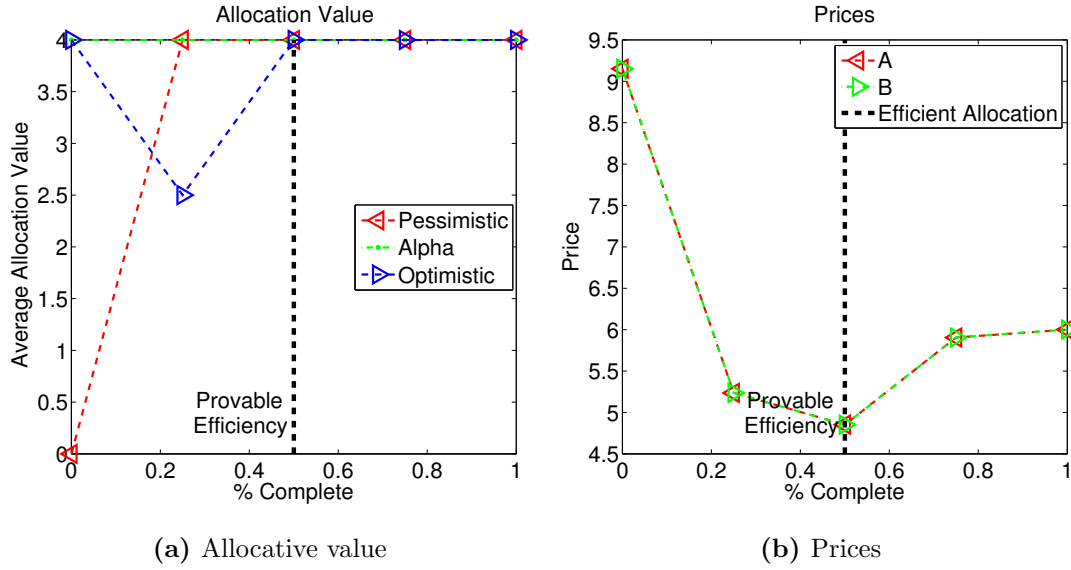 Allocation Value
4
3.5
3
2.5
2
1.5
1
0.5
0
Average Allocation Value
Pessimistic
Alpha
Optimistic
Provable
Efficiency
0 0.2 0.4 0.6 0.8 1
% Complete
(a) Allocative value
Prices
9.5
9
8.5
8
7.5
7
6.5
6
5.5
5
4.5
Price
A
B
Efficient Allocation
Provable
Efficiency
0 0.2 0.4 0.6 0.8 1
% Complete
(b) Prices